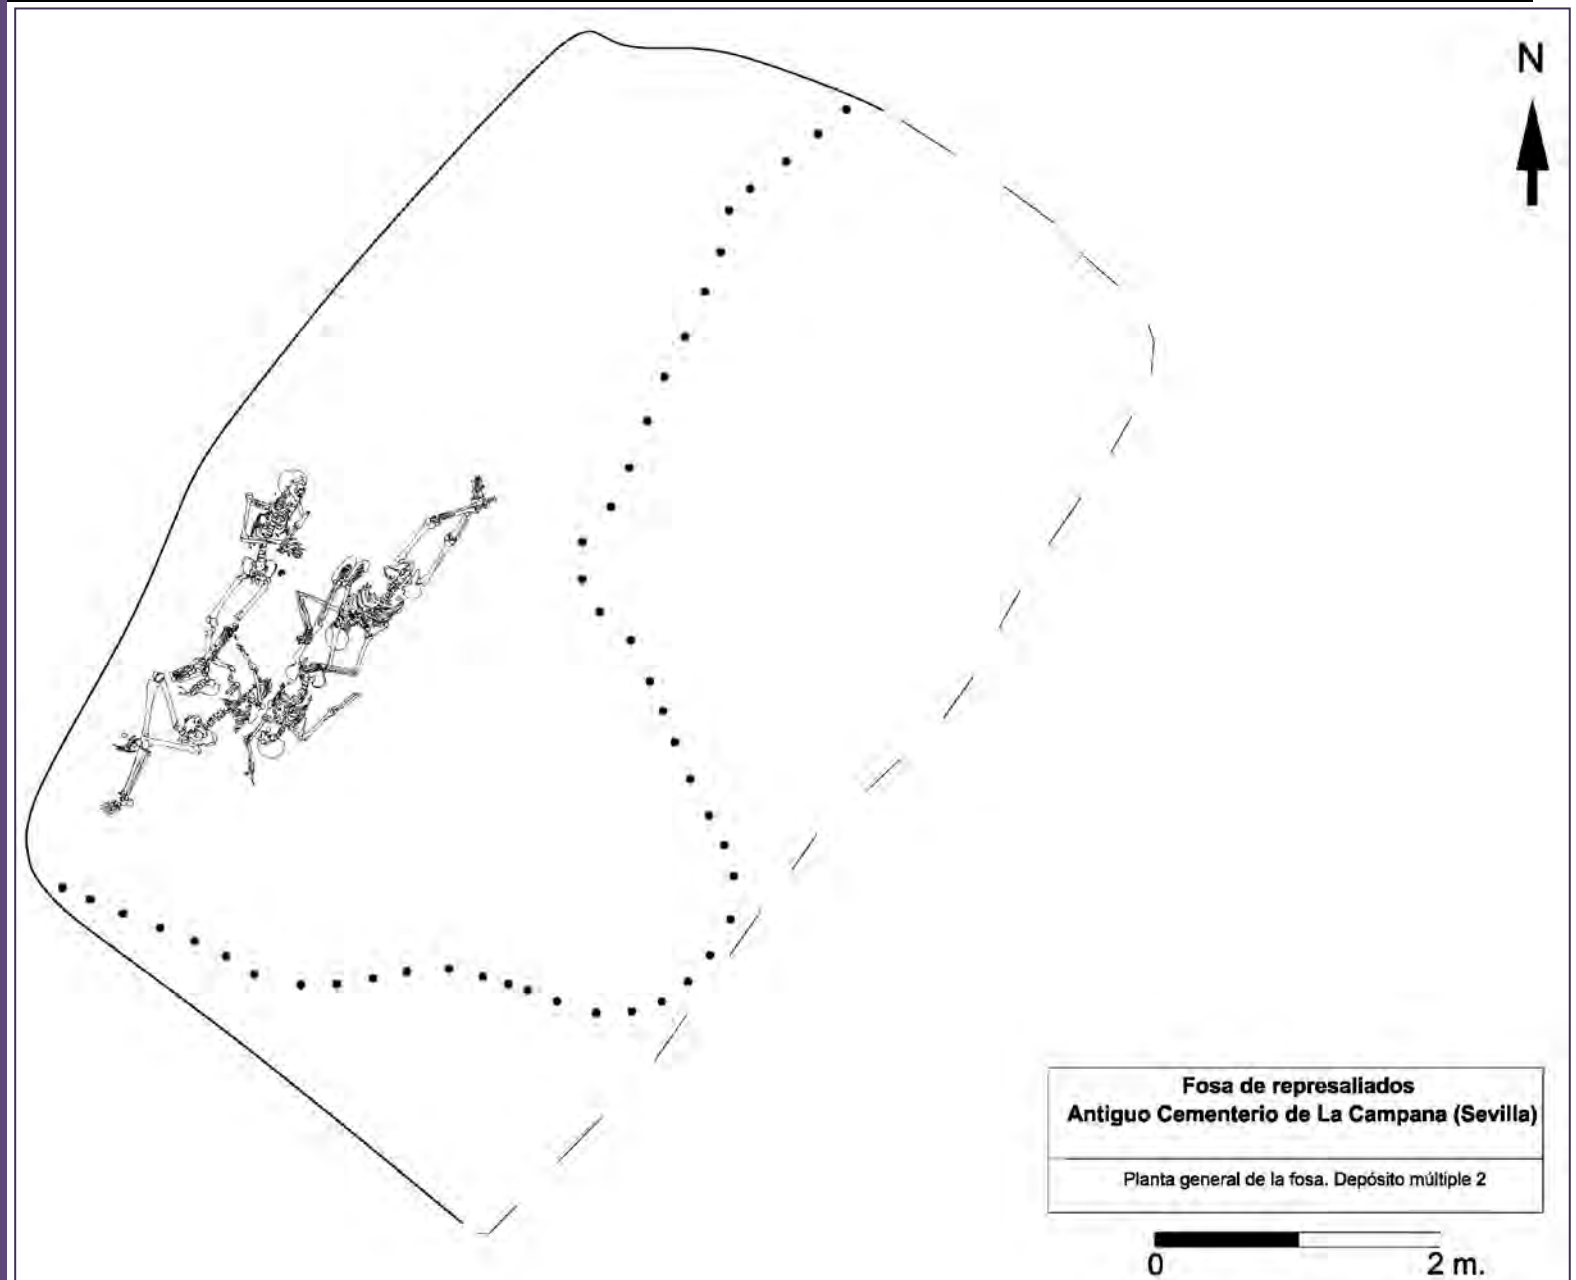 N
Fosa de represaliados
Antiguo Cementerio de La Campana (Sevilla)
Planta general de la fosa. Depósito múltiple 2
0 2 m.